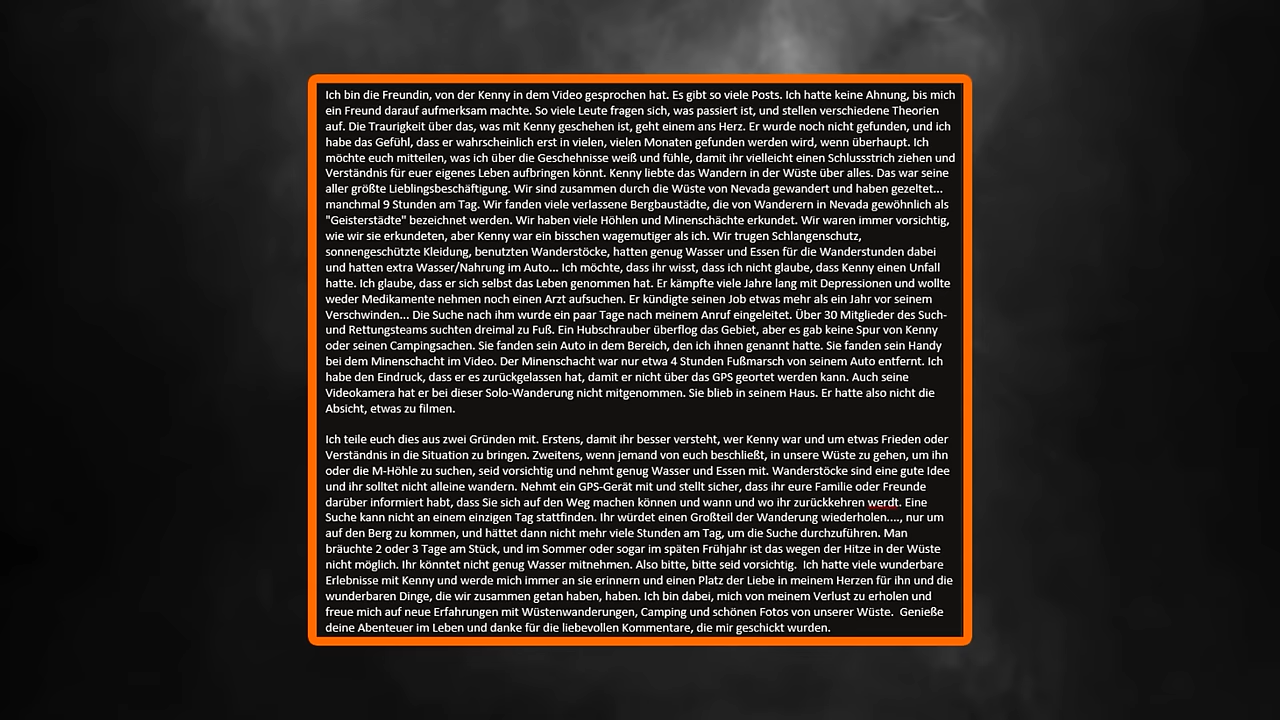 Ich bin die Freundin, von der Kenny in dem Video gesprochen hat. Es gibt so viele Posts. Ich hatte keine Ahnung, bis mich
ein Freund darauf aufmerksam machte. So viele Leute fragen sich, was passiert ist, und stellen verschiedene Theorien
auf. Die Traurigkeit über das, was mit Kenny geschehen ist, geht einem ans Herz. Er wurde noch nicht gefunden, und ich
habe das Gefühl, dass er wahrscheinlich erst in vielen, vielen Monaten gefunden werden wird, wenn überhaupt. Ich
möchte euch mitteilen, was ich über die Geschehnisse weiß und fühle, damit ihr vielleicht einen Schlussstrich ziehen und
Verständnis für euer eigenes Leben aufbringen könnt. Kenny liebte das Wandern in der Wüste über alles. Das war seine
aller größte Lieblingsbeschäftigung. Wir sind zusammen durch die Wüste von Nevada gewandert und haben gezeltet...
manchmal 9 Stunden am Tag. Wir fanden viele verlassene Bergbaustädte, die von Wanderern in Nevada gewöhnlich als
"Geisterstädte" bezeichnet werden. Wir haben viele Höhlen und Minenschächte erkundet. Wir waren immer vorsichtig,
wie wir sie erkundeten, aber Kenny war ein bisschen wagemutiger als ich. Wir trugen Schlangenschutz,
sonnengeschützte Kleidung, benutzten Wanderstöcke, hatten genug Wasser und Essen für die Wanderstunden dabei
und hatten extra Wasser/Nahrung im Auto... Ich möchte, dass ihr wisst, dass ich nicht glaube, dass Kenny einen Unfall
hatte. Ich glaube, dass er sich selbst das Leben genommen hat. Er kämpfte viele Jahre lang mit Depressionen und wollte
weder Medikamente nehmen noch einen Arzt aufsuchen. Er kündigte seinen Job etwas mehr als ein Jahr vor seinem
Verschwinden... Die Suche nach ihm wurde ein paar Tage nach meinem Anruf eingeleitet. Über 30 Mitglieder des Such-
und Rettungsteams suchten dreimal zu Fuß. Ein Hubschrauber überflog das Gebiet, aber es gab keine Spur von Kenny
oder seinen Campingsachen. Sie fanden sein Auto in dem Bereich, den ich ihnen genannt hatte. Sie fanden sein Handy
bei dem Minenschacht im Video. Der Minenschacht war nur etwa 4 Stunden Fußmarsch von seinem Auto entfernt. Ich
habe den Eindruck, dass er es zurückgelassen hat, damit er nicht über das GPS geortet werden kann. Auch seine
Videokamera hat er bei dieser Solo-Wanderung nicht mitgenommen. Sie blieb in seinem Haus. Er hatte also nicht die
Absicht, etwas zu filmen.
Ich teile euch dies aus zwei Gründen mit. Erstens, damit ihr besser versteht, wer Kenny war und um etwas Frieden oder
Verständnis in die Situation zu bringen. Zweitens, wenn jemand von euch beschließt, in unsere Wüste zu gehen, um ihn
oder die M-Höhle zu suchen, seid vorsichtig und nehmt genug Wasser und Essen mit. Wanderstöcke sind eine gute Idee
und ihr solltet nicht alleine wandern. Nehmt ein GPS-Gerät mit und stellt sicher, dass ihr eure Familie oder Freunde
darüber informiert habt, dass Sie sich auf den Weg machen können und wann und wo ihr zurückkehren werdt. Eine
Suche kann nicht an einem einzigen Tag stattfinden. Ihr würdet einen Großteil der Wanderung wiederholen...., nur um
auf den Berg zu kommen, und hättet dann nicht mehr viele Stunden am Tag, um die Suche durchzuführen. Man
bräuchte 2 oder 3 Tage am Stück, und im Sommer oder sogar im späten Frühjahr ist das wegen der Hitze in der Wüste
nicht möglich. Ihr könntet nicht genug Wasser mitnehmen. Also bitte, bitte seid vorsichtig.  Ich hatte viele wunderbare
Erlebnisse mit Kenny und werde mich immer an sie erinnern und einen Platz der Liebe in meinem Herzen für ihn und die
wunderbaren Dinge, die wir zusammen getan haben, haben. Ich bin dabei, mich von meinem Verlust zu erholen und
freue mich auf neue Erfahrungen mit Wüstenwanderungen, Camping und schönen Fotos von unserer Wüste.  Genieße
deine Abenteuer im Leben und danke für die liebevollen Kommentare, die mir geschickt wurden.